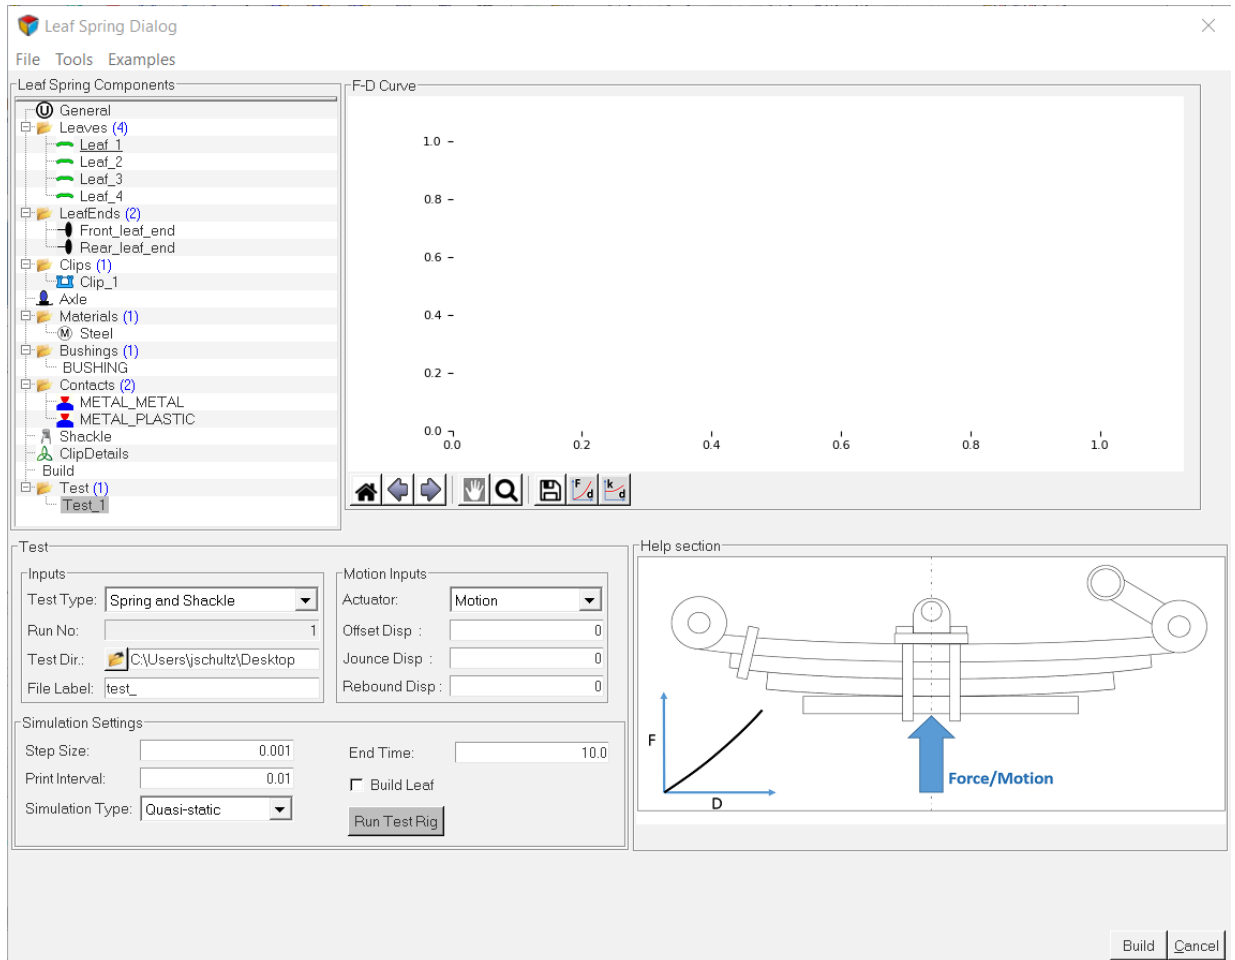 Leaf Spring Dialog
File Tools Examples
Leaf Spring Components
General
Leaves (4)
Leaf_1
Leaf_2
Leaf_3
Leaf_4
LeafEnds (2)
Front_leaf_end
Rear_leaf_end
Clips (1)
Clip_1
Axle
Materials (1)
M Steel
Bushings (1)
BUSHING
Contacts (2)
METAL_METAL
METAL_PLASTIC
Shackle
ClipDetails
Build
Test (1)
Test_1
F-D Curve
1.0
0.8
0.6
0.4
0.2
0.0
0.0 0.2 0.4 0.6 0.8 1.0
F d k d
Test
Inputs
Test Type: Spring and Shackle
Run No: 1
Test Dir.: C:\Users\jschultz\Desktop
File Label: test_
Motion Inputs
Actuator: Motion
Offset Disp : 0
Jounce Disp : 0
Rebound Disp : 0
Simulation Settings
Step Size: 0.001
Print Interval: 0.01
Simulation Type: Quasi-static
End Time: 10.0
Build Leaf
Run Test Rig
Help section
F
D
Force/Motion
Build Cancel